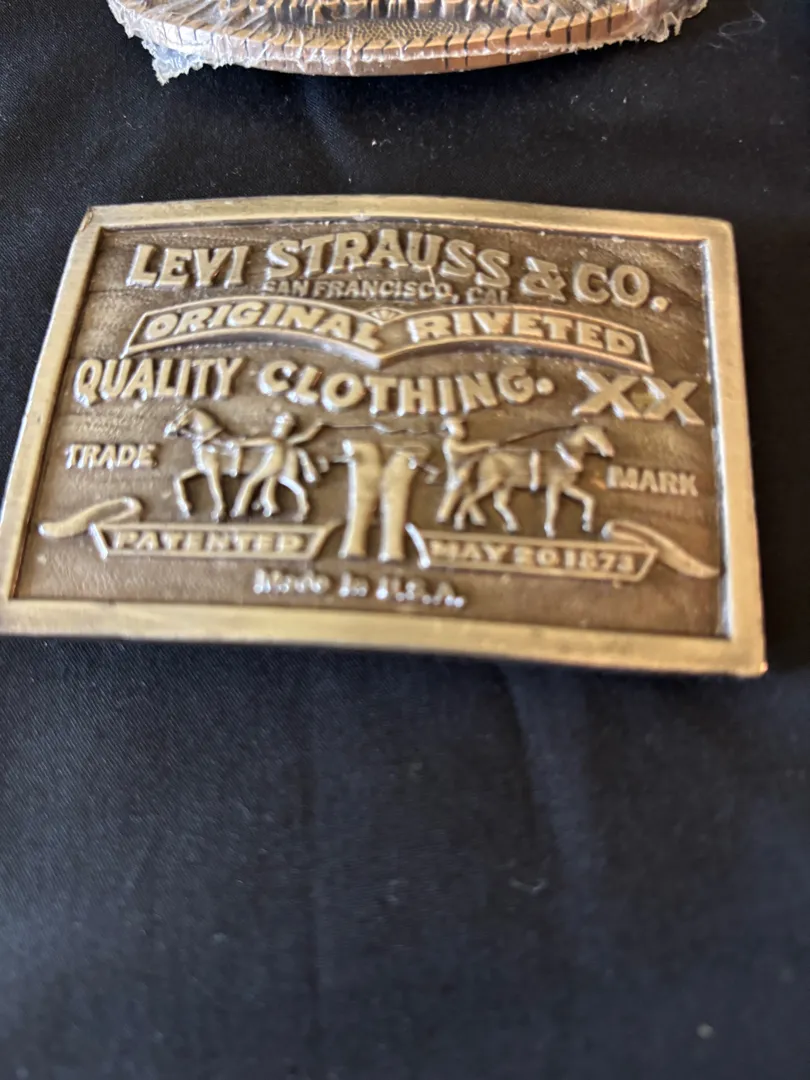 LEVI STRAUSS & CO.
SAN FRANCISCO, CAL
ORIGINAL RIVETED
QUALITY CLOTHING. XX
TRADE MARK
PATENTED MAY 20 1873
Made In U.S.A.